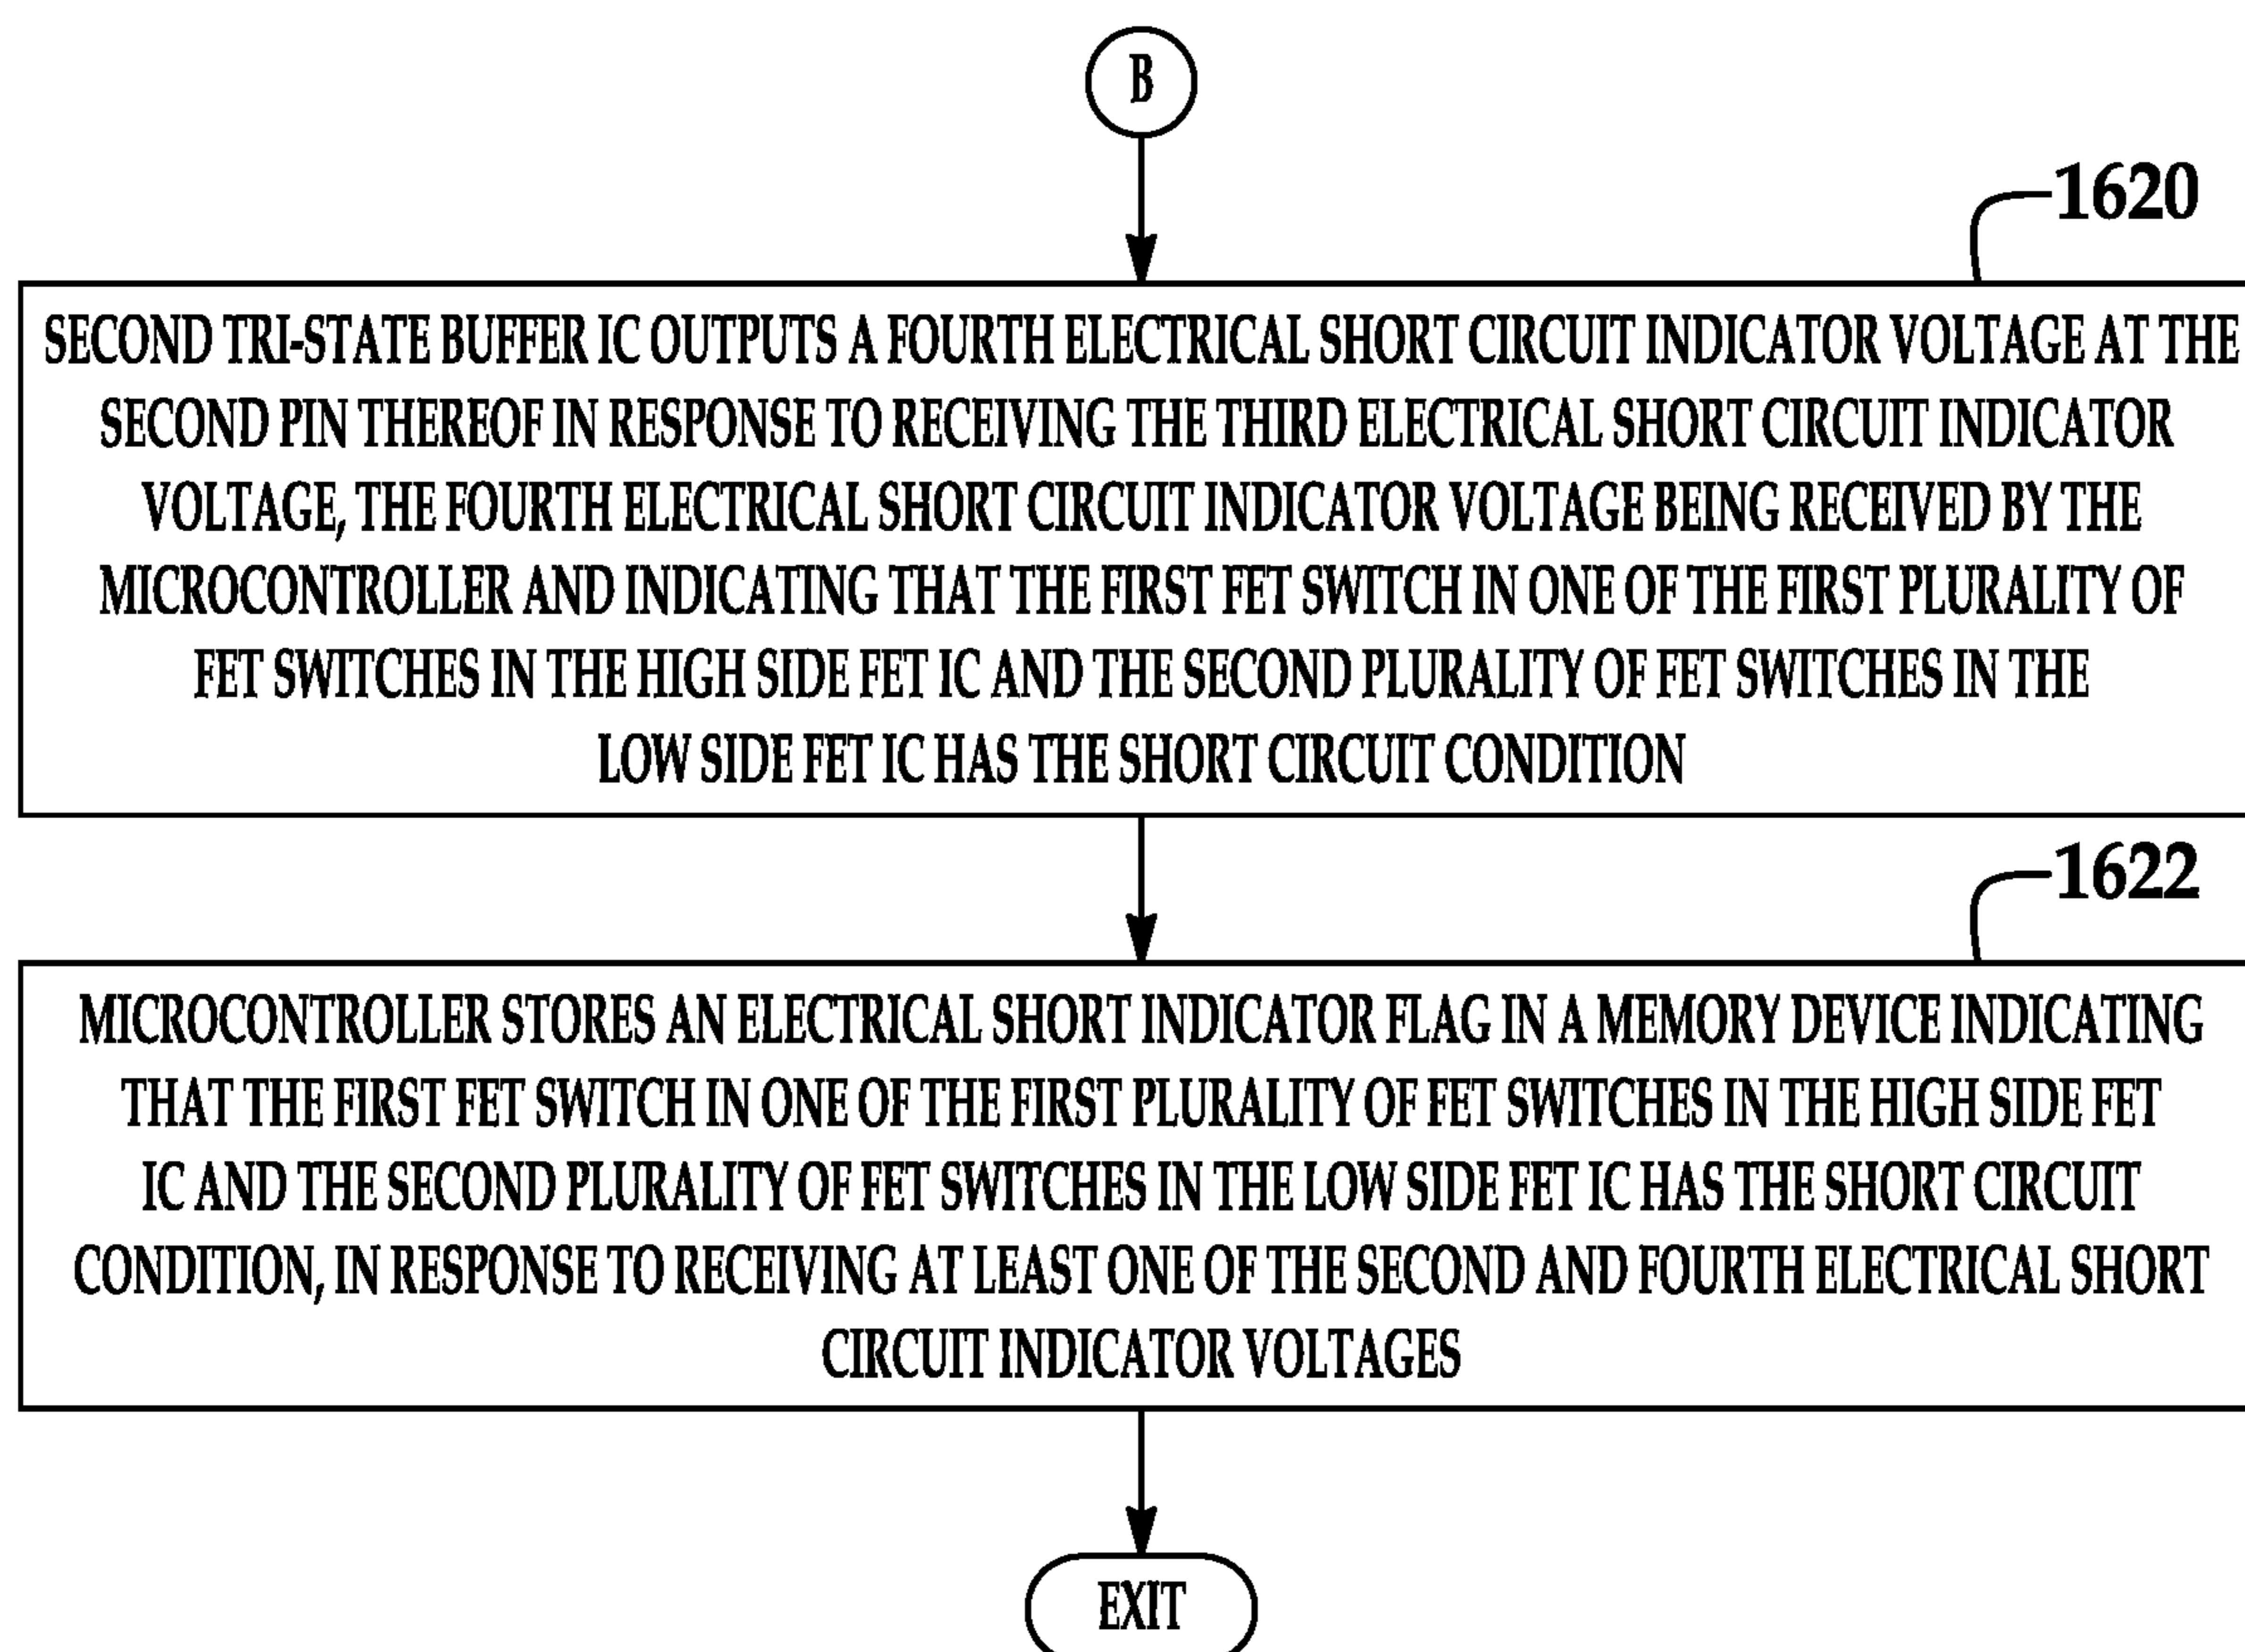 B
1620
SECOND TRI-STATE BUFFER IC OUTPUTS A FOURTH ELECTRICAL SHORT CIRCUIT INDICATOR VOLTAGE AT THE
SECOND PIN THEREOF IN RESPONSE TO RECEIVING THE THIRD ELECTRICAL SHORT CIRCUIT INDICATOR
VOLTAGE, THE FOURTH ELECTRICAL SHORT CIRCUIT INDICATOR VOLTAGE BEING RECEIVED BY THE
MICROCONTROLLER AND INDICATING THAT THE FIRST FET SWITCH IN ONE OF THE FIRST PLURALITY OF
FET SWITCHES IN THE HIGH SIDE FET IC AND THE SECOND PLURALITY OF FET SWITCHES IN THE
LOW SIDE FET IC HAS THE SHORT CIRCUIT CONDITION
1622
MICROCONTROLLER STORES AN ELECTRICAL SHORT INDICATOR FLAG IN A MEMORY DEVICE INDICATING
THAT THE FIRST FET SWITCH IN ONE OF THE FIRST PLURALITY OF FET SWITCHES IN THE HIGH SIDE FET
IC AND THE SECOND PLURALITY OF FET SWITCHES IN THE LOW SIDE FET IC HAS THE SHORT CIRCUIT
CONDITION, IN RESPONSE TO RECEIVING AT LEAST ONE OF THE SECOND AND FOURTH ELECTRICAL SHORT
CIRCUIT INDICATOR VOLTAGES
EXIT